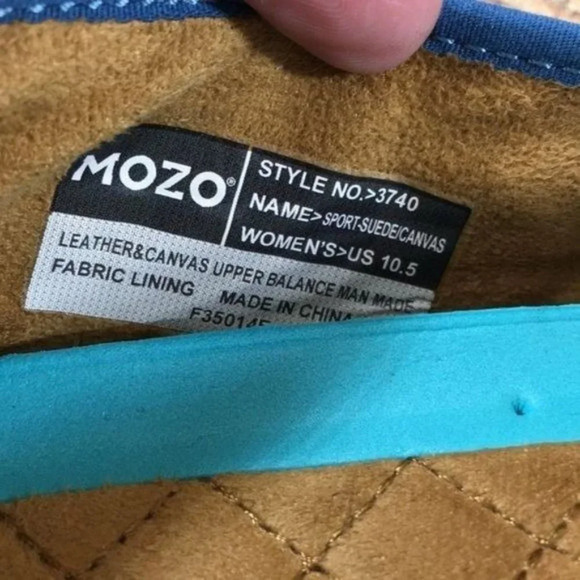 MOZO®
STYLE NO.>3740
NAME>SPORT-SUEDE/CANVAS
WOMEN'S>US 10.5
LEATHER&CANVAS UPPER BALANCE MAN MADE
FABRIC LINING MADE IN CHINA